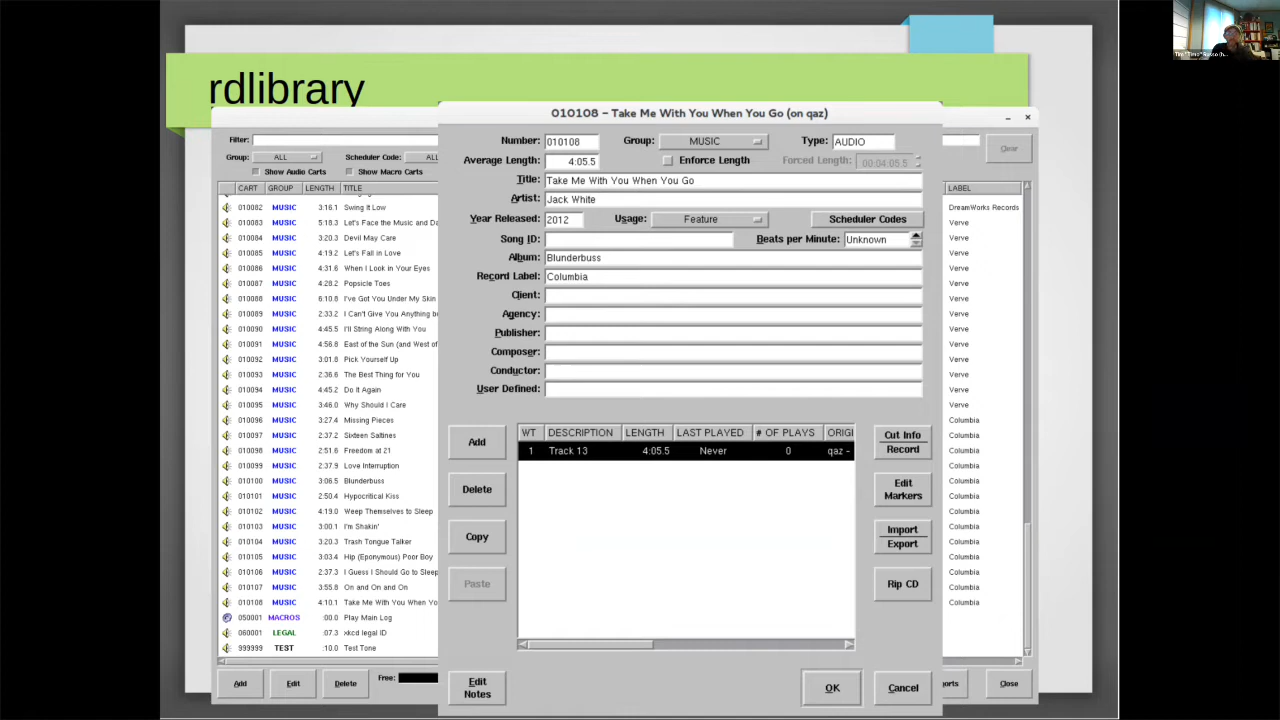 rdlibrary
010108 – Take Me With You When You Go (on qaz)
Number: 010108 Group: MUSIC Type: AUDIO
Average Length: 4:05.5 Enforce Length Forced Length: 00:04:05.5
Title: Take Me With You When You Go
Artist: Jack White
Year Released: 2012 Usage: Feature Scheduler Codes
Song ID: Beats per Minute: Unknown
Album: Blunderbuss
Record Label: Columbia
Client:
Agency:
Publisher:
Composer:
Conductor:
User Defined:
WT DESCRIPTION LENGTH LAST PLAYED # OF PLAYS ORIGI
1 Track 13 4:05.5 Never 0 qaz -
Add
Delete
Copy
Paste
Cut Info
Record
Edit
Markers
Import
Export
Rip CD
Edit
Notes
OK
Cancel
Filter:
Clear
Group: ALL Scheduler Code: ALL
Show Audio Carts Show Macro Carts
CART GROUP LENGTH TITLE LABEL
010082 MUSIC 3:16.1 Swing It Low DreamWorks Records
010083 MUSIC 5:18.3 Let's Face the Music and Da Verve
010084 MUSIC 3:20.3 Devil May Care Verve
010085 MUSIC 4:19.2 Let's Fall in Love Verve
010086 MUSIC 4:31.6 When I Look in Your Eyes Verve
010087 MUSIC 4:28.2 Popsicle Toes Verve
010088 MUSIC 6:10.8 I've Got You Under My Skin Verve
010089 MUSIC 2:33.2 I Can't Give You Anything b Verve
010090 MUSIC 4:45.5 I'll String Along With You Verve
010091 MUSIC 4:56.8 East of the Sun (and West of Verve
010092 MUSIC 3:01.8 Pick Yourself Up Verve
010093 MUSIC 2:36.6 The Best Thing for You Verve
010094 MUSIC 4:45.2 Do It Again Verve
010095 MUSIC 3:46.0 Why Should I Care Verve
010096 MUSIC 3:27.4 Missing Pieces Columbia
010097 MUSIC 2:37.2 Sixteen Saltines Columbia
010098 MUSIC 2:51.6 Freedom at 21 Columbia
010099 MUSIC 2:37.9 Love Interruption Columbia
010100 MUSIC 3:06.5 Blunderbuss Columbia
010101 MUSIC 2:50.4 Hypocritical Kiss Columbia
010102 MUSIC 4:19.0 Weep Themselves to Sleep Columbia
010103 MUSIC 3:00.1 I'm Shakin' Columbia
010104 MUSIC 3:20.3 Trash Tongue Talker Columbia
010105 MUSIC 3:03.4 Hip (Eponymous) Poor Boy Columbia
010106 MUSIC 2:37.3 I Guess I Should Go to Sleep Columbia
010107 MUSIC 3:55.8 On and On and On Columbia
010108 MUSIC 4:10.1 Take Me With You When Yo Columbia
050001 MACROS :00.0 Play Main Log
060001 LEGAL :07.3 xkcd legal ID
999999 TEST :10.0 Test Tone
Add
Edit
Delete
Free:
orts
Close